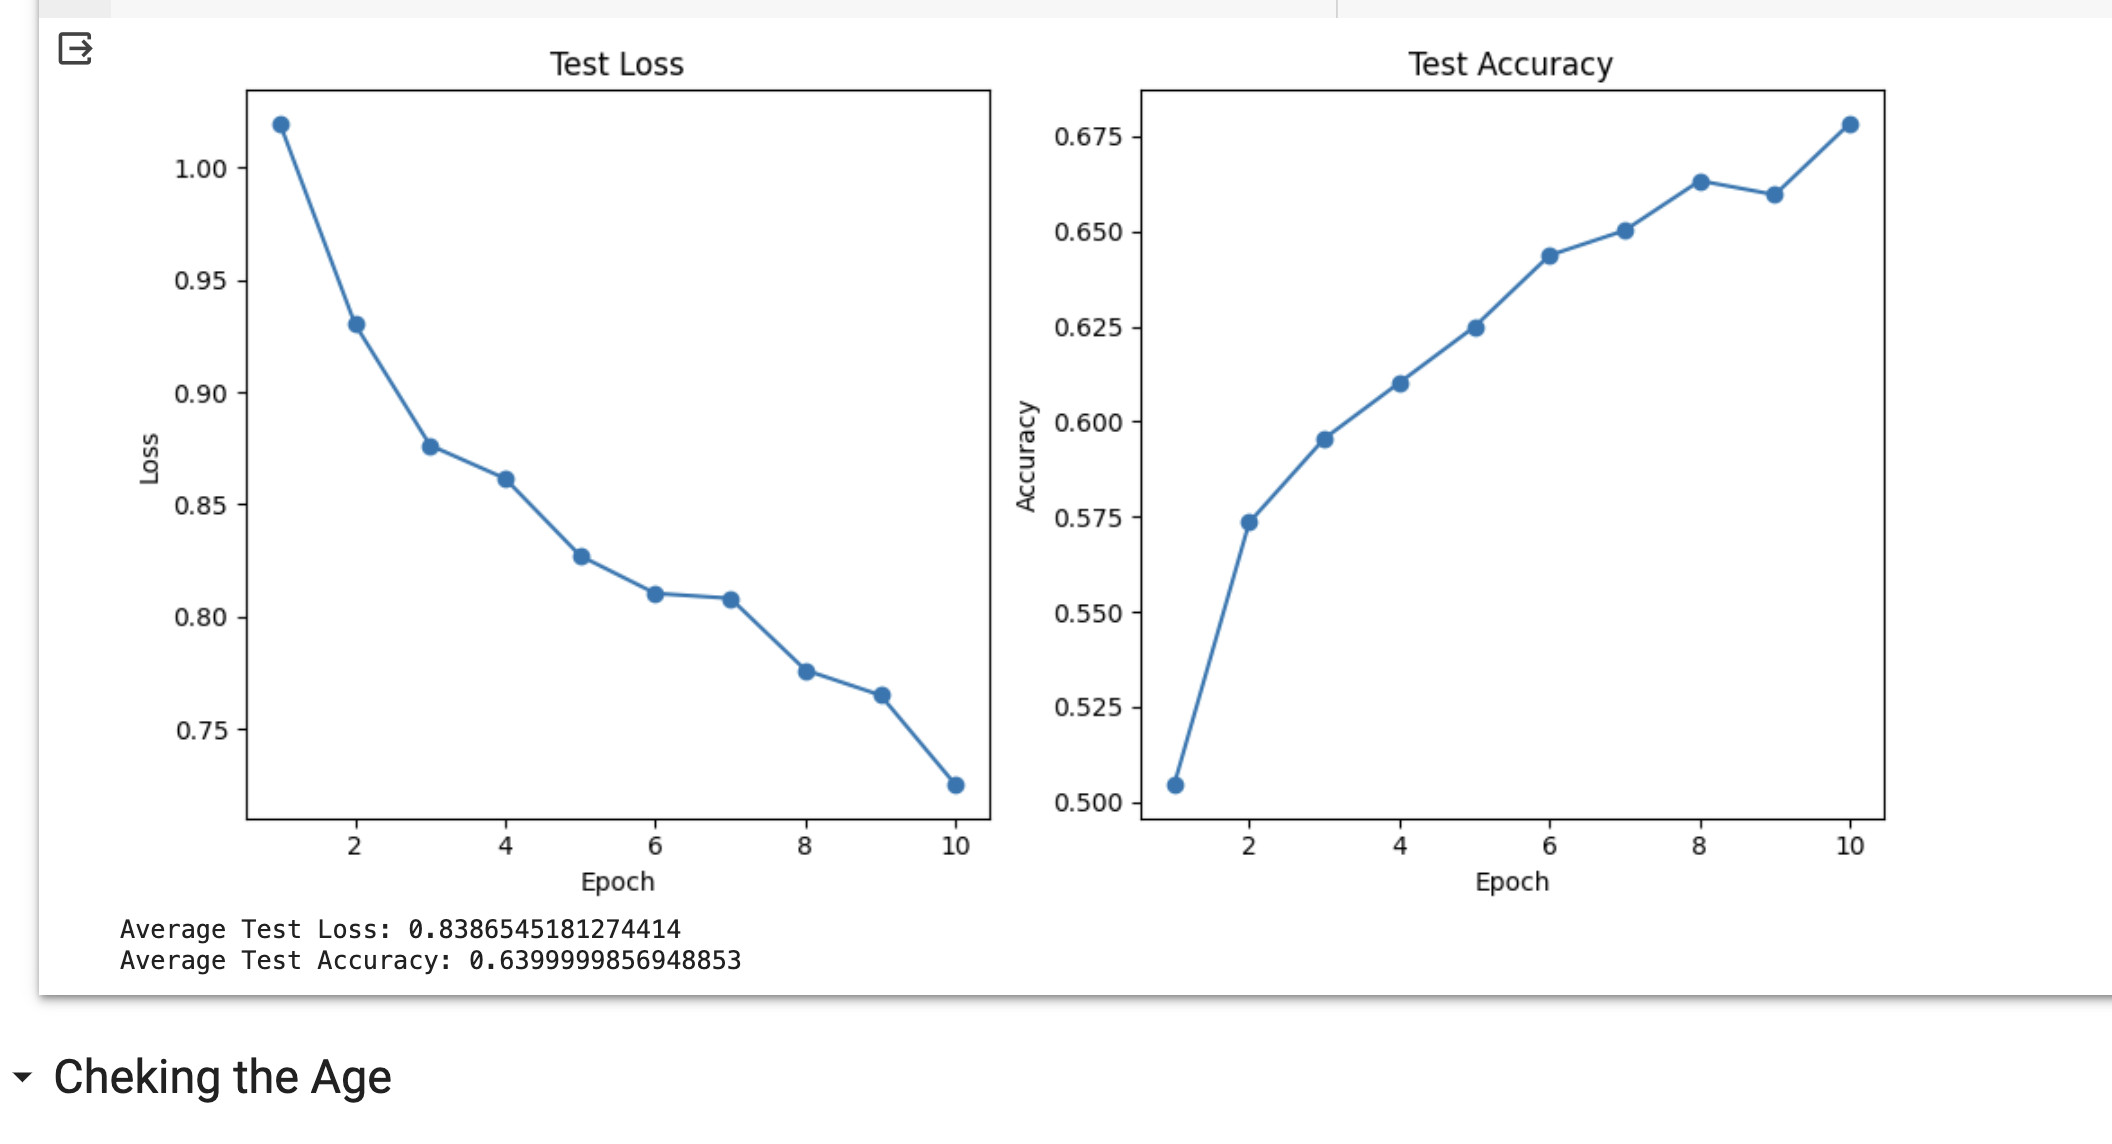 Test Loss
1.00
0.95
0.90
0.85
0.80
0.75
Loss
2 4 6 8 10
Epoch
Test Accuracy
0.675
0.650
0.625
0.600
0.575
0.550
0.525
0.500
Accuracy
2 4 6 8 10
Epoch
Average Test Loss: 0.8386545181274414
Average Test Accuracy: 0.6399999856948853
Cheking the Age